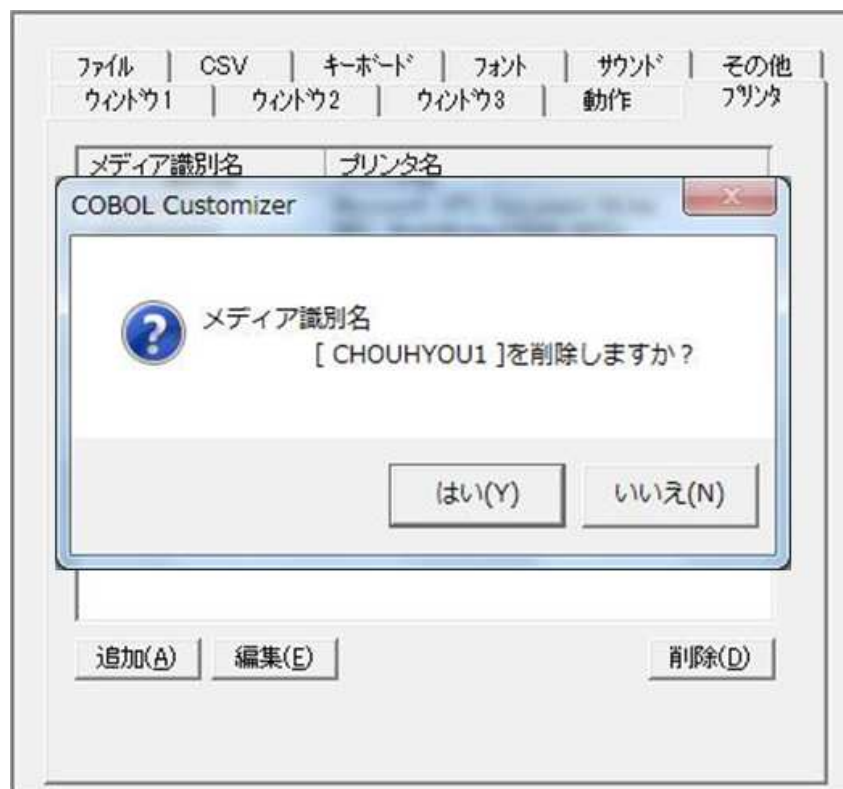 ファイル CSV キーボード フォント サウンド その他
ウィンドウ1 ウィンドウ2 ウィンドウ3 動作 プリンタ
メディア識別名 プリンタ名
COBOL Customizer
メディア識別名
[ CHOUHYOU1 ]を削除しますか?
はい(Y) いいえ(N)
追加(A) 編集(E) 削除(D)